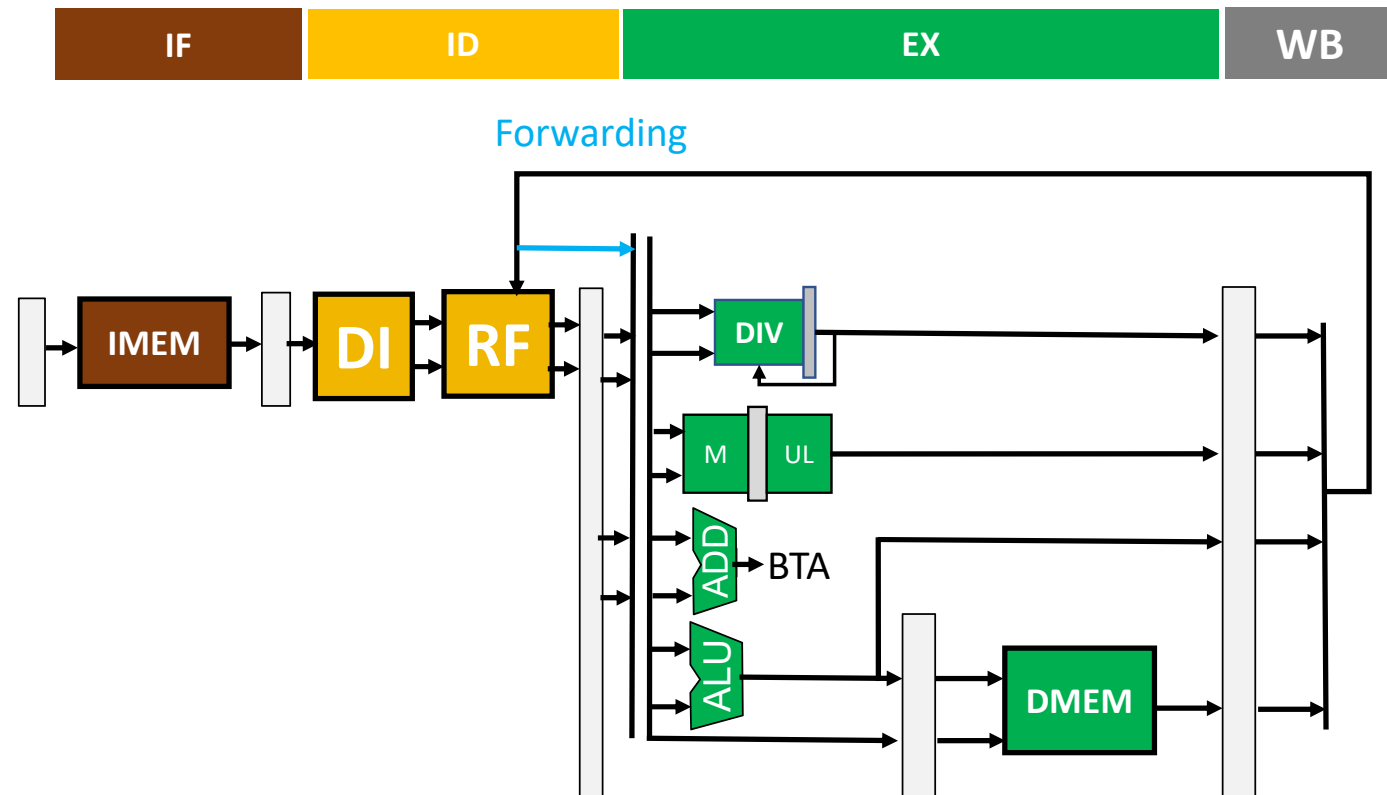 IF
ID
EX
WB
Forwarding
IMEM
DI
RF
DIV
M
UL
ADD
BTA
ALU
DMEM